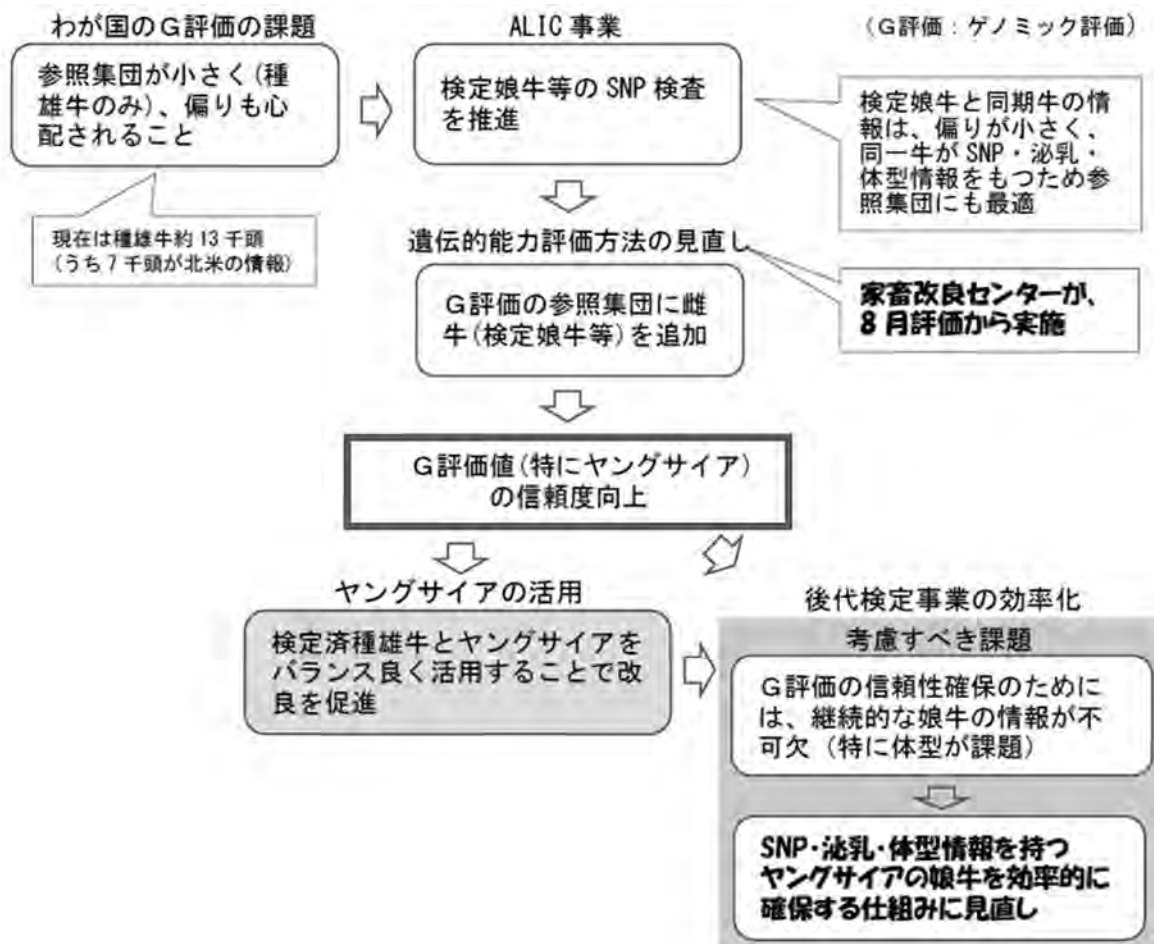 わが国のＧ評価の課題
参照集団が小さく(種
雄牛のみ)、偏りも心
配されること
現在は種雄牛約 13 千頭
(うち 7 千頭が北米の情報)
ALIC 事業
検定娘牛等の SNP 検査
を推進
(Ｇ評価：ゲノミック評価)
検定娘牛と同期牛の情
報は、偏りが小さく、
同一牛が SNP・泌乳・
体型情報をもつため参
照集団にも最適
遺伝的能力評価方法の見直し
Ｇ評価の参照集団に雌
牛(検定娘牛等)を追加
家畜改良センターが、
8 月評価から実施
Ｇ評価値(特にヤングサイア)
の信頼度向上
ヤングサイアの活用
検定済種雄牛とヤングサイアを
バランス良く活用することで改
良を促進
後代検定事業の効率化
考慮すべき課題
Ｇ評価の信頼性確保のために
は、継続的な娘牛の情報が不
可欠（特に体型が課題）
SNP・泌乳・体型情報を持つ
ヤングサイアの娘牛を効率的に
確保する仕組みに見直し